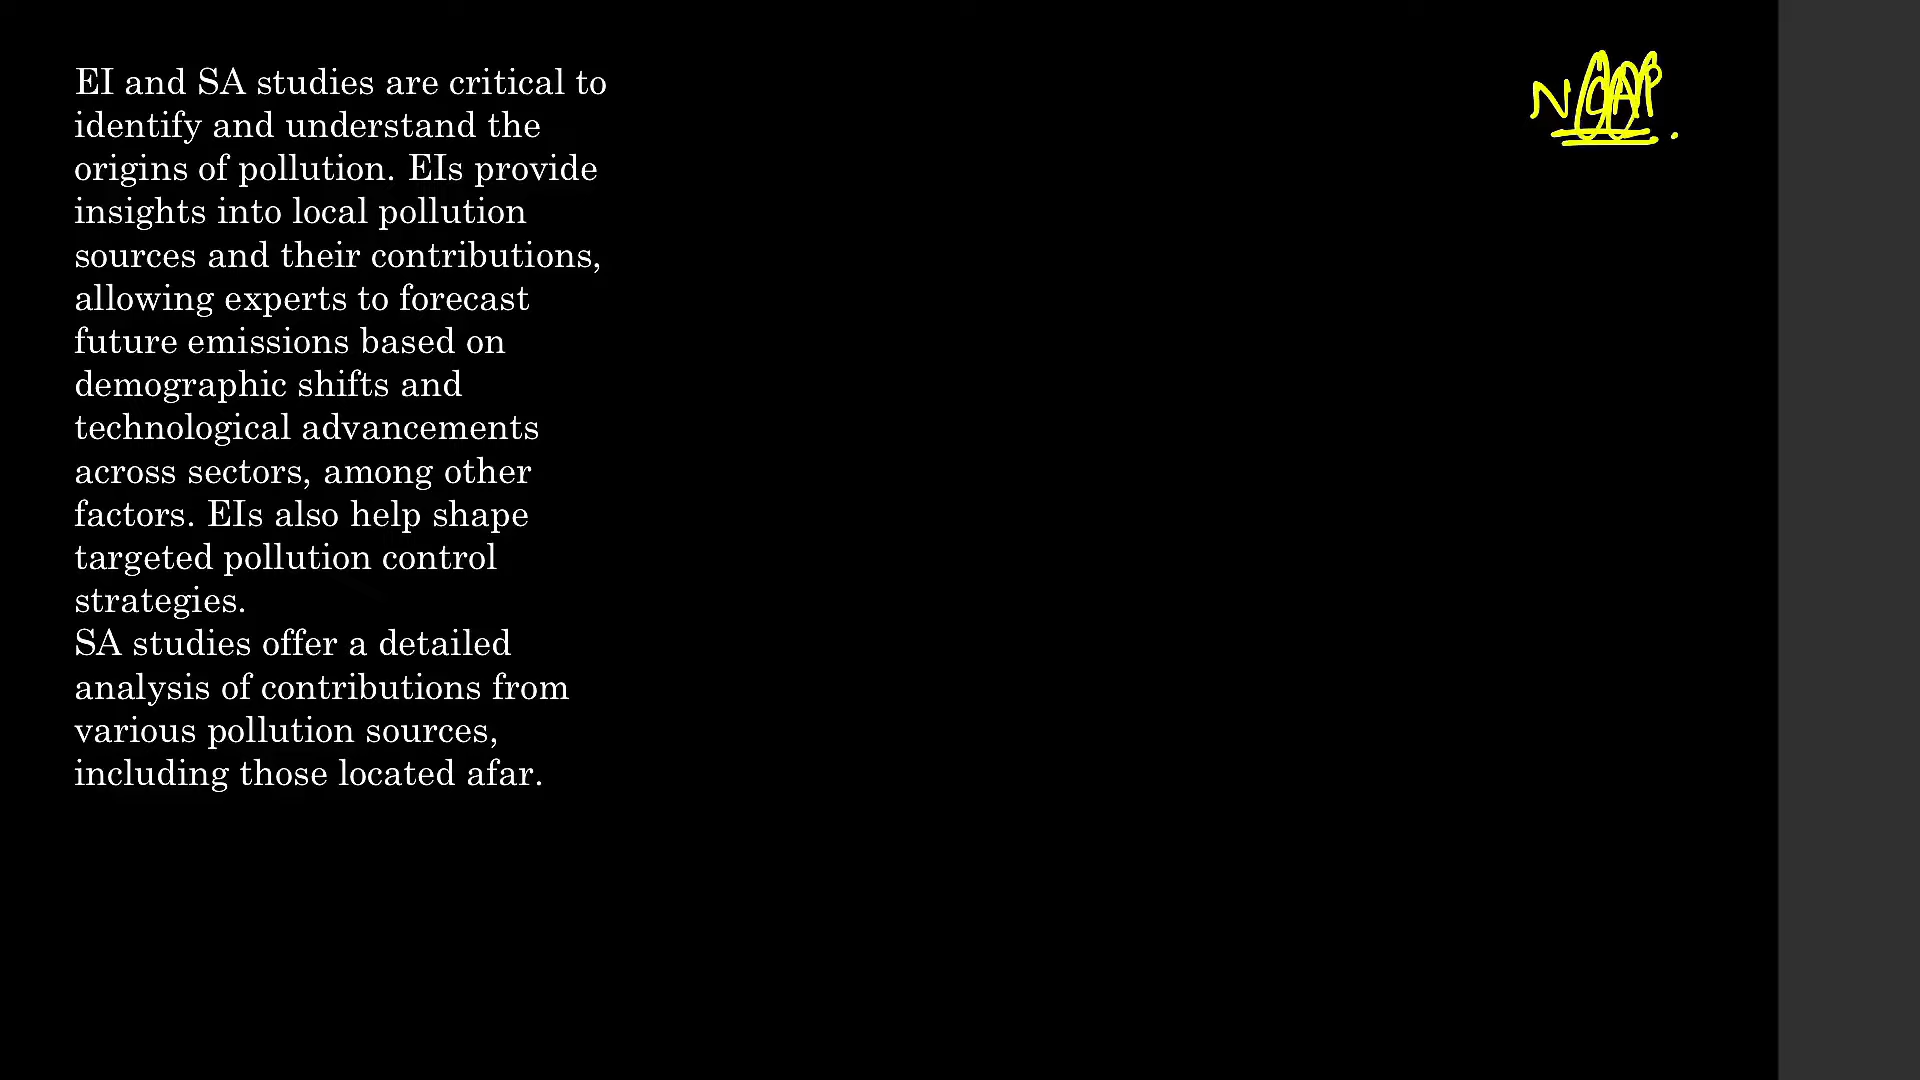 EI and SA studies are critical to
identify and understand the
origins of pollution. EIs provide
insights into local pollution
sources and their contributions,
allowing experts to forecast
future emissions based on
demographic shifts and
technological advancements
across sectors, among other
factors. EIs also help shape
targeted pollution control
strategies.
SA studies offer a detailed
analysis of contributions from
various pollution sources,
including those located afar.
NCAP.